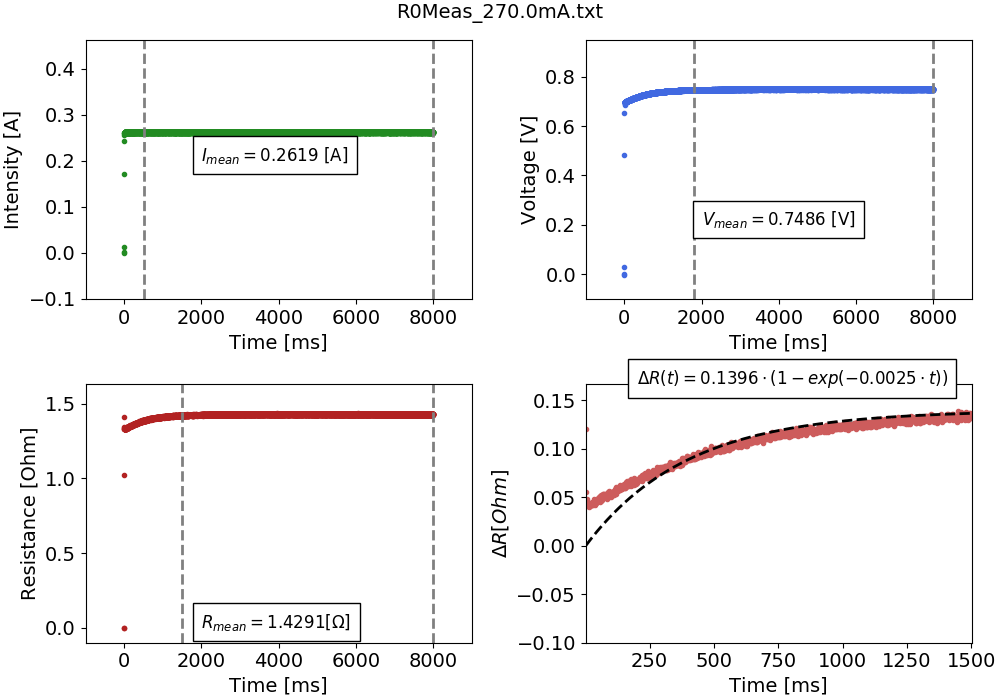 R0Meas_270.0mA.txt
Intensity [A]
0.4
0.3
0.2
0.1
0.0
−0.1
I_mean = 0.2619 [A]
0 2000 4000 6000 8000
Time [ms]
Voltage [V]
0.8
0.6
0.4
0.2
0.0
V_mean = 0.7486 [V]
0 2000 4000 6000 8000
Time [ms]
Resistance [Ohm]
1.5
1.0
0.5
0.0
R_mean = 1.4291[Ω]
0 2000 4000 6000 8000
Time [ms]
ΔR(t) = 0.1396 · (1 − exp(−0.0025 · t))
ΔR[Ohm]
0.15
0.10
0.05
0.00
−0.05
−0.10
250 500 750 1000 1250 1500
Time [ms]